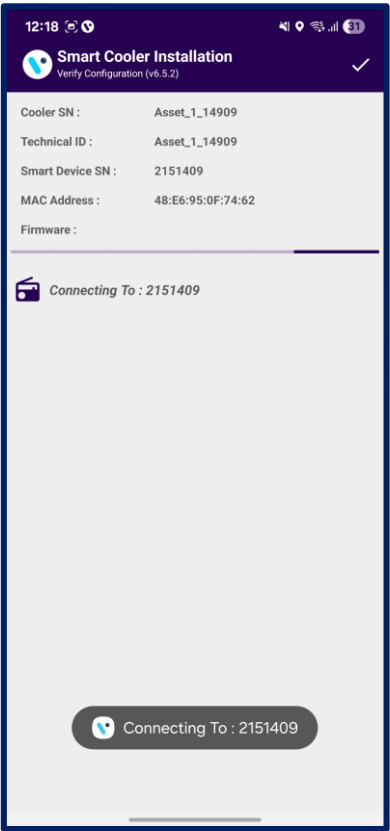 12:18 31
Smart Cooler Installation
Verify Configuration (v6.5.2)
Cooler SN : Asset_1_14909
Technical ID : Asset_1_14909
Smart Device SN : 2151409
MAC Address : 48:E6:95:0F:74:62
Firmware :
Connecting To : 2151409
Connecting To : 2151409